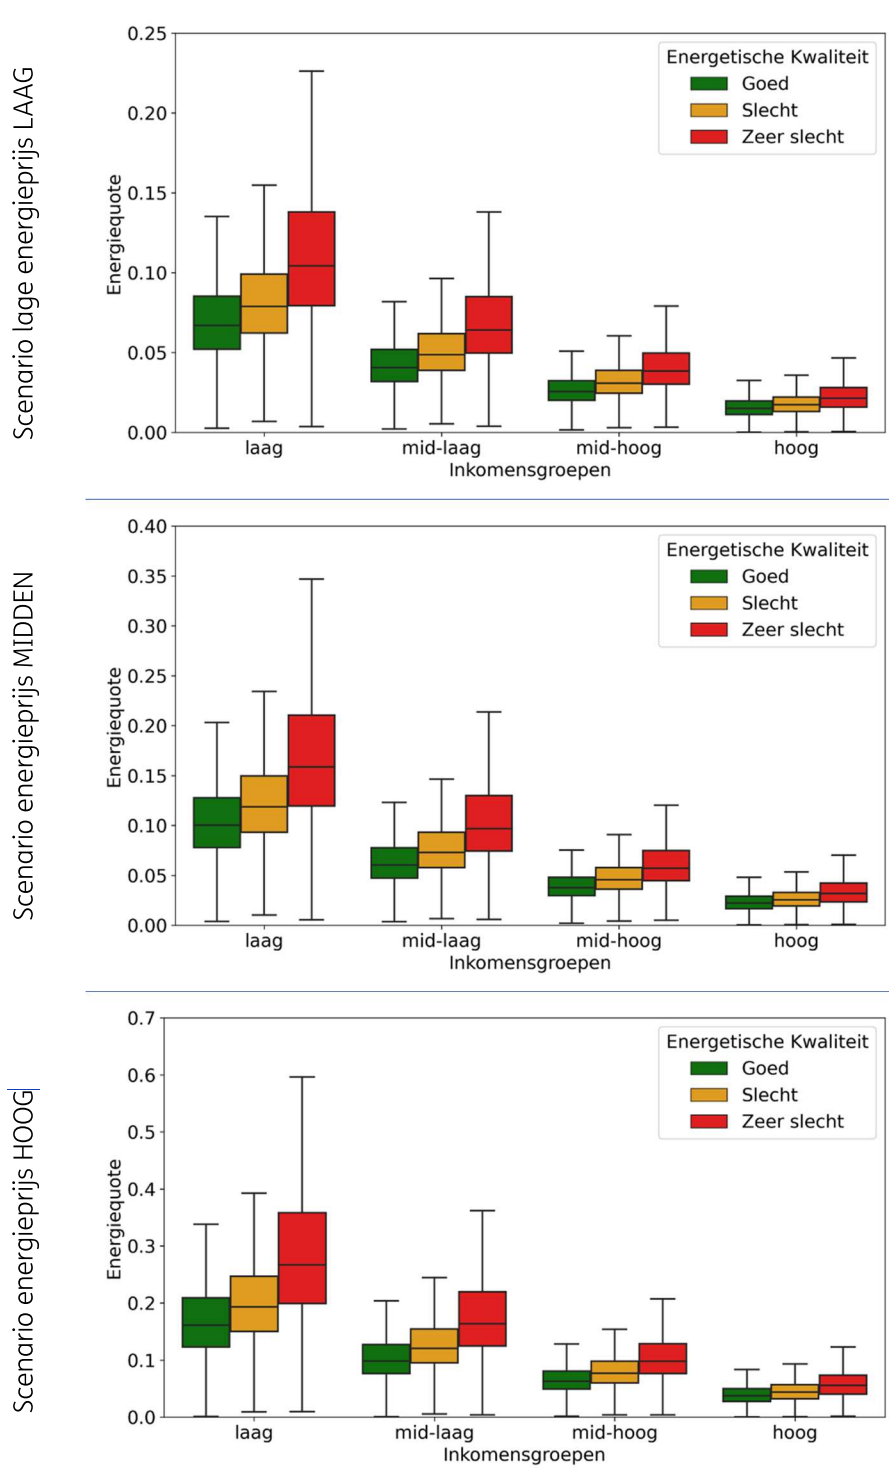 Scenario lage energieprijs LAAG
0.25
0.20
0.15
0.10
0.05
0.00
Energiequote
Energetische Kwaliteit
Goed
Slecht
Zeer slecht
laag mid-laag mid-hoog hoog
Inkomensgroepen
Scenario energieprijs MIDDEN
0.40
0.35
0.30
0.25
0.20
0.15
0.10
0.05
0.00
Energiequote
Energetische Kwaliteit
Goed
Slecht
Zeer slecht
laag mid-laag mid-hoog hoog
Inkomensgroepen
Scenario energieprijs HOOG
0.7
0.6
0.5
0.4
0.3
0.2
0.1
0.0
Energiequote
Energetische Kwaliteit
Goed
Slecht
Zeer slecht
laag mid-laag mid-hoog hoog
Inkomensgroepen